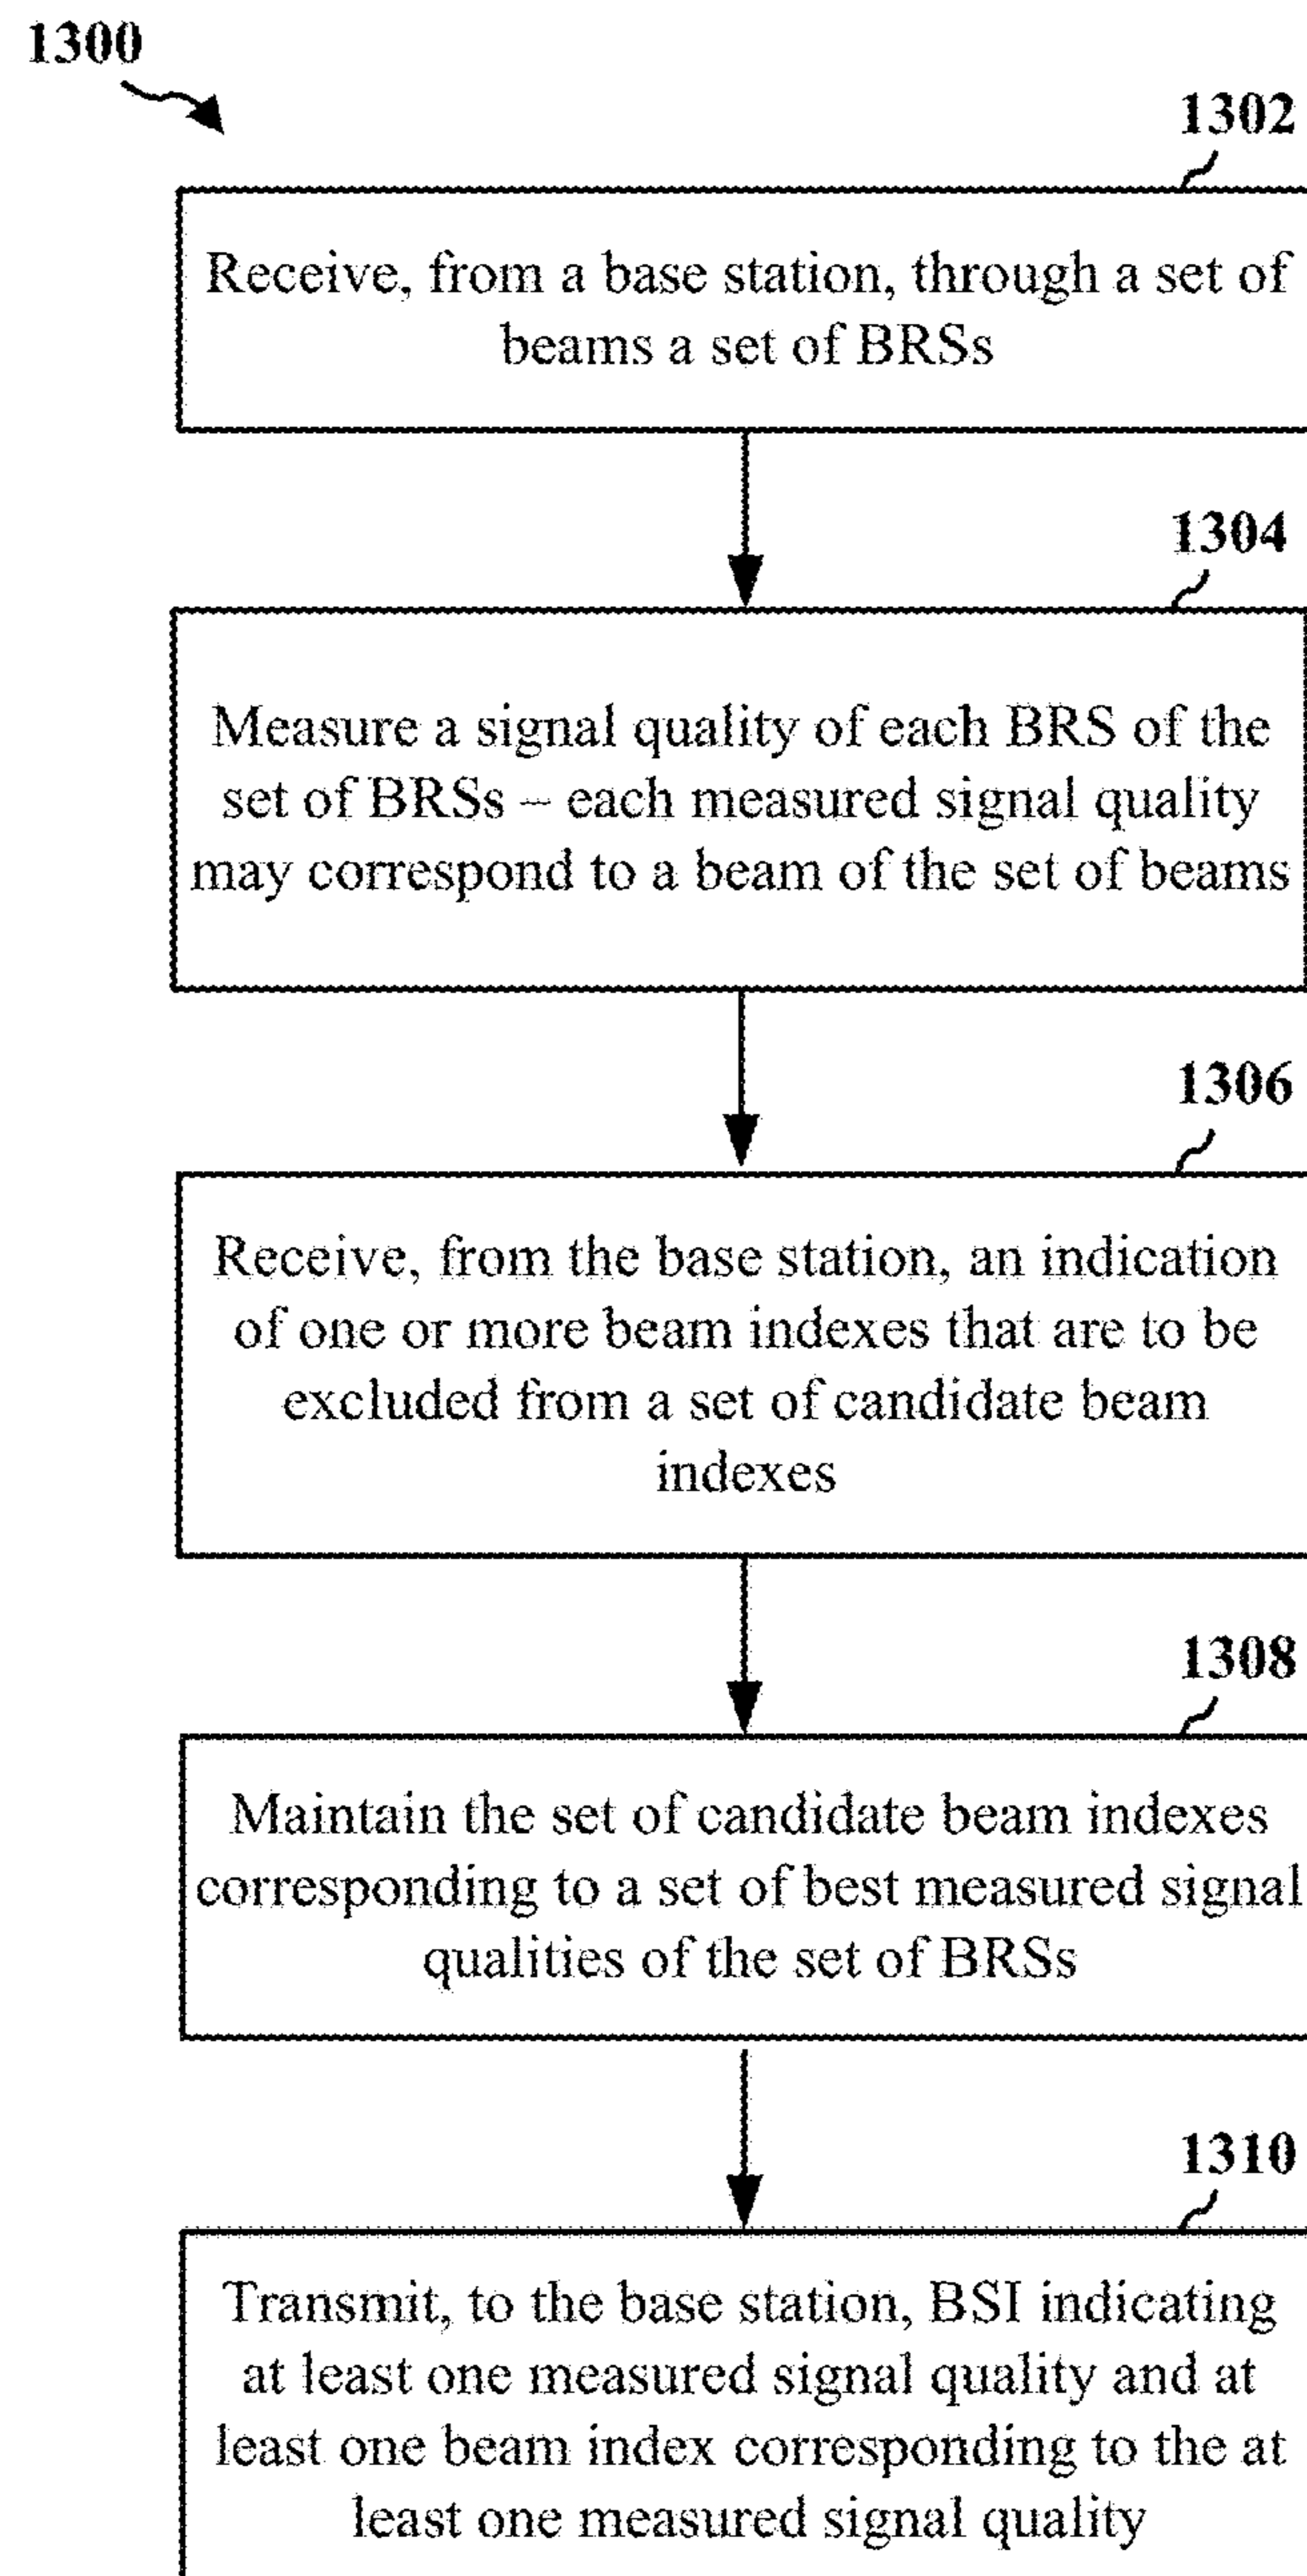 1300
1302
Receive, from a base station, through a set of
beams a set of BRSs
1304
Measure a signal quality of each BRS of the
set of BRSs – each measured signal quality
may correspond to a beam of the set of beams
1306
Receive, from the base station, an indication
of one or more beam indexes that are to be
excluded from a set of candidate beam
indexes
1308
Maintain the set of candidate beam indexes
corresponding to a set of best measured signal
qualities of the set of BRSs
1310
Transmit, to the base station, BSI indicating
at least one measured signal quality and at
least one beam index corresponding to the at
least one measured signal quality